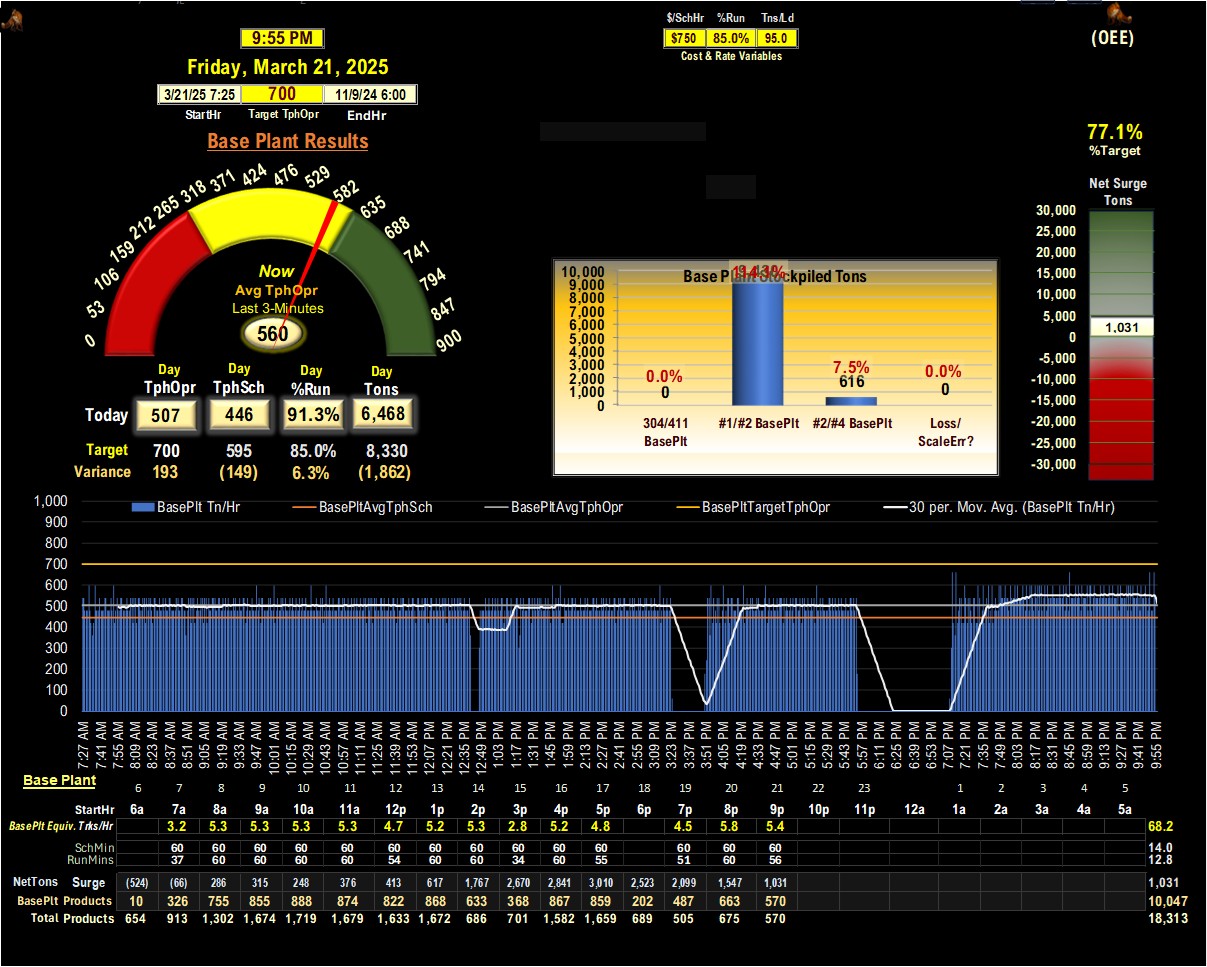 $/SchHr %Run Tns/Ld
$750 85.0% 95.0
Cost & Rate Variables
(OEE)
9:55 PM
Friday, March 21, 2025
3/21/25 7:25 700 11/9/24 6:00
StartHr Target TphOpr EndHr
Base Plant Results
77.1%
%Target
Net Surge
Tons
30,000
25,000
20,000
15,000
10,000
5,000
0
-5,000
-10,000
-15,000
-20,000
-25,000
-30,000
1,031
0 53 106 159 212 265 318 371 424 476 529 582 635 688 741 794 847 900
Now
Avg TphOpr
Last 3-Minutes
560
Day Day Day Day
TphOpr TphSch %Run Tons
Today 507 446 91.3% 6,468
Target 700 595 85.0% 8,330
Variance 193 (149) 6.3% (1,862)
Base Plant Stockpiled Tons
10,000
9,000
8,000
7,000
6,000
5,000
4,000
3,000
2,000
1,000
0
0.0% 7.5% 0.0%
0 616 0
304/411 BasePlt
#1/#2 BasePlt
#2/#4 BasePlt
Loss/ ScaleErr?
BasePlt Tn/Hr BasePltAvgTphSch BasePltAvgTphOpr BasePltTargetTphOpr 30 per. Mov. Avg. (BasePlt Tn/Hr)
1,000
900
800
700
600
500
400
300
200
100
0
7:27 AM 7:41 AM 7:55 AM 8:09 AM 8:23 AM 8:37 AM 8:51 AM 9:05 AM 9:19 AM 9:33 AM 9:47 AM 10:01 AM 10:15 AM 10:29 AM 10:43 AM 10:57 AM 11:11 AM 11:25 AM 11:39 AM 11:53 AM 12:07 PM 12:21 PM 12:35 PM 12:49 PM 1:03 PM 1:17 PM 1:31 PM 1:45 PM 1:59 PM 2:13 PM 2:27 PM 2:41 PM 2:55 PM 3:09 PM 3:23 PM 3:37 PM 3:51 PM 4:05 PM 4:19 PM 4:33 PM 4:47 PM 5:01 PM 5:15 PM 5:29 PM 5:43 PM 5:57 PM 6:11 PM 6:25 PM 6:39 PM 6:53 PM 7:07 PM 7:21 PM 7:35 PM 7:49 PM 8:03 PM 8:17 PM 8:31 PM 8:45 PM 8:59 PM 9:13 PM 9:27 PM 9:41 PM 9:55 PM
Base Plant
6 7 8 9 10 11 12 13 14 15 16 17 18 19 20 21 22 23 1 2 3 4 5
StartHr 6a 7a 8a 9a 10a 11a 12p 1p 2p 3p 4p 5p 6p 7p 8p 9p 10p 11p 12a 1a 2a 3a 4a 5a
BasePlt Equiv. Trks/Hr 3.2 5.3 5.3 5.3 5.3 4.7 5.2 5.3 2.8 5.2 4.8 4.5 5.8 5.4 68.2
SchMin 60 60 60 60 60 60 60 60 60 60 60 60 60 60 14.0
RunMins 37 60 60 60 60 54 60 60 34 60 55 51 60 56 12.8
NetTons Surge (524) (66) 286 315 248 376 413 617 1,767 2,670 2,841 3,010 2,523 2,099 1,547 1,031 1,031
BasePlt Products 10 326 755 855 888 874 822 868 633 368 867 859 202 487 663 570 10,047
Total Products 654 913 1,302 1,674 1,719 1,679 1,633 1,672 686 701 1,582 1,659 689 505 675 570 18,313